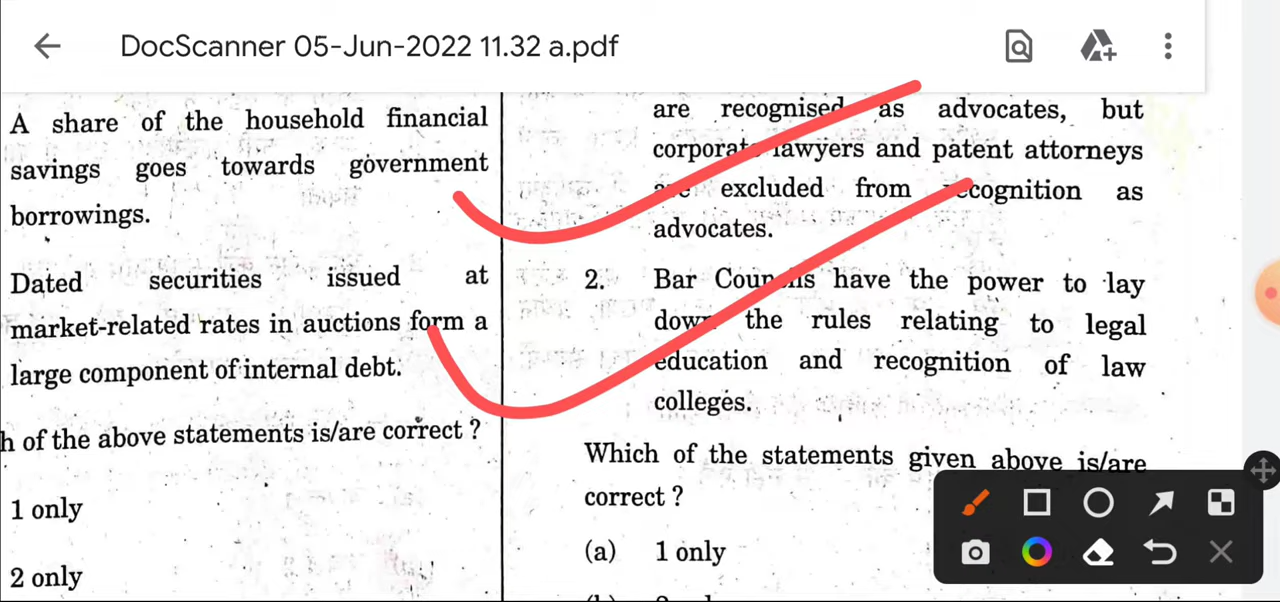 DocScanner 05-Jun-2022 11.32 a.pdf
A share of the household financial
savings goes towards government
borrowings.
Dated securities issued at
market-related rates in auctions form a
large component of internal debt.
h of the above statements is/are correct ?
1 only
2 only
are recognised as advocates, but
corporate lawyers and patent attorneys
excluded from recognition as
advocates.
2. Bar Councils have the power to lay
down the rules relating to legal
education and recognition of law
colleges.
Which of the statements given above is/are
correct ?
(a) 1 only